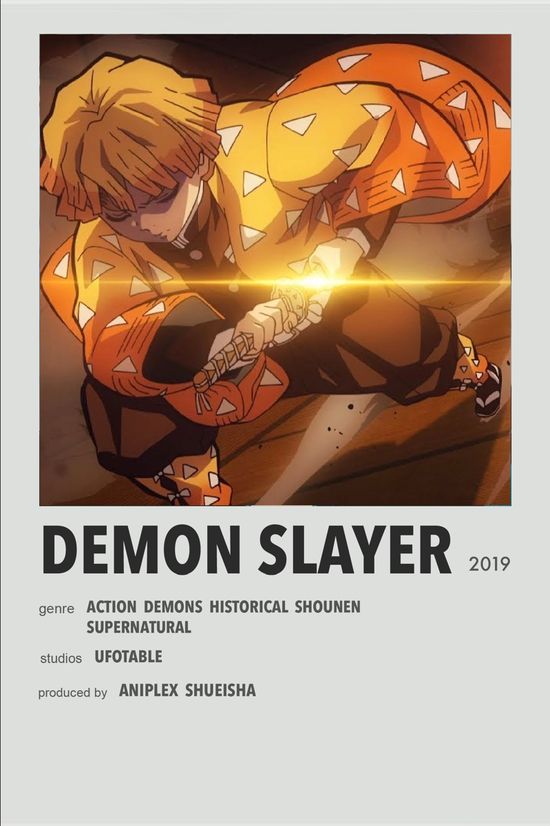 DEMON SLAYER 2019
genre ACTION DEMONS HISTORICAL SHOUNEN
SUPERNATURAL
studios UFOTABLE
produced by ANIPLEX SHUEISHA